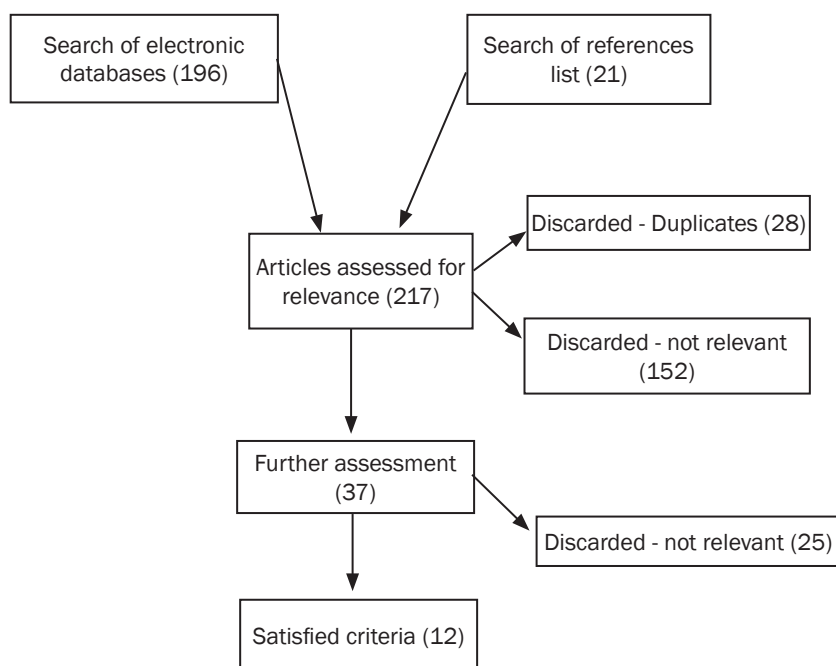 Search of electronic
databases (196)
Search of references
list (21)
Articles assessed for
relevance (217)
Discarded - Duplicates (28)
Discarded - not relevant
(152)
Further assessment
(37)
Discarded - not relevant (25)
Satisfied criteria (12)